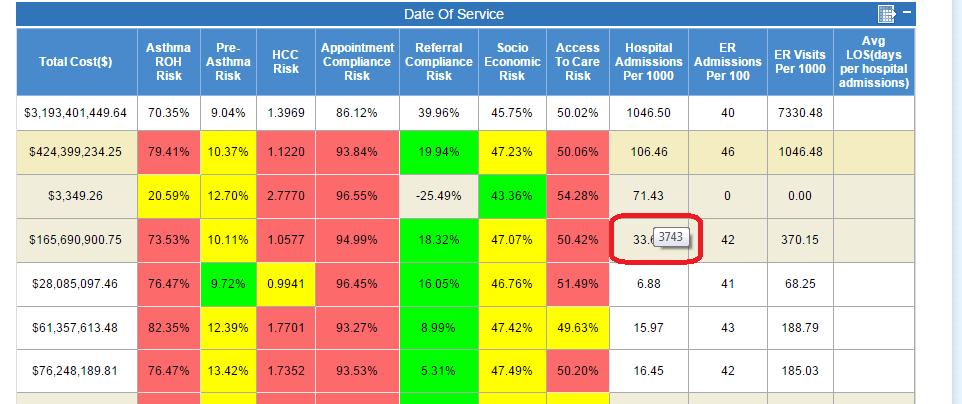 Date Of Service
Total Cost($) Asthma ROH Risk Pre-Asthma Risk HCC Risk Appointment Compliance Risk Referral Compliance Risk Socio Economic Risk Access To Care Risk Hospital Admissions Per 1000 ER Admissions Per 100 ER Visits Per 1000 Avg LOS(days per hospital admissions)
$3,193,401,449.64 70.35% 9.04% 1.3969 86.12% 39.96% 45.75% 50.02% 1046.50 40 7330.48
$424,399,234.25 79.41% 10.37% 1.1220 93.84% 19.94% 47.23% 50.06% 106.46 46 1046.48
$3,349.26 20.59% 12.70% 2.7770 96.55% -25.49% 43.36% 54.28% 71.43 0 0.00
$165,690,900.75 73.53% 10.11% 1.0577 94.99% 18.32% 47.07% 50.42% 3743 42 370.15
$28,085,097.46 76.47% 9.72% 0.9941 96.45% 16.05% 46.76% 51.49% 6.88 41 68.25
$61,357,613.48 82.35% 12.39% 1.7701 93.27% 8.99% 47.42% 49.63% 15.97 43 188.79
$76,248,189.81 76.47% 13.42% 1.7352 93.53% 5.31% 47.49% 50.20% 16.45 42 185.03